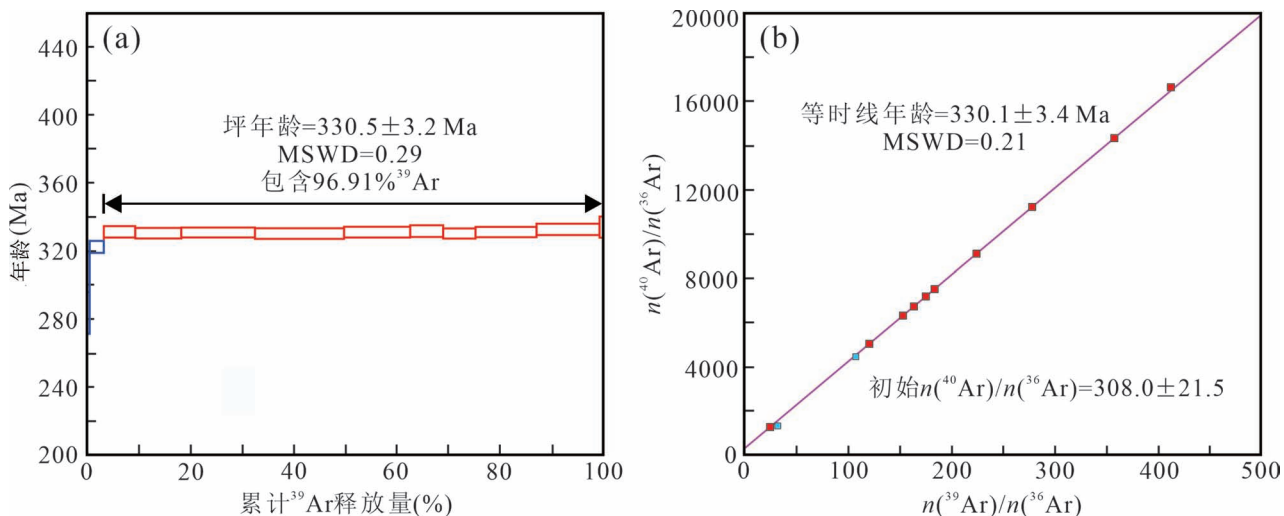 (a)
440
400
360
320
280
240
200
年龄(Ma)
坪年龄=330.5±3.2 Ma
MSWD=0.29
包含96.91%³⁹Ar
0
20
40
60
80
100
累计³⁹Ar释放量(%)
(b)
20000
16000
12000
8000
4000
0
n(⁴⁰Ar)/n(³⁶Ar)
等时线年龄=330.1±3.4 Ma
MSWD=0.21
初始n(⁴⁰Ar)/n(³⁶Ar)=308.0±21.5
0
100
200
300
400
500
n(³⁹Ar)/n(³⁶Ar)